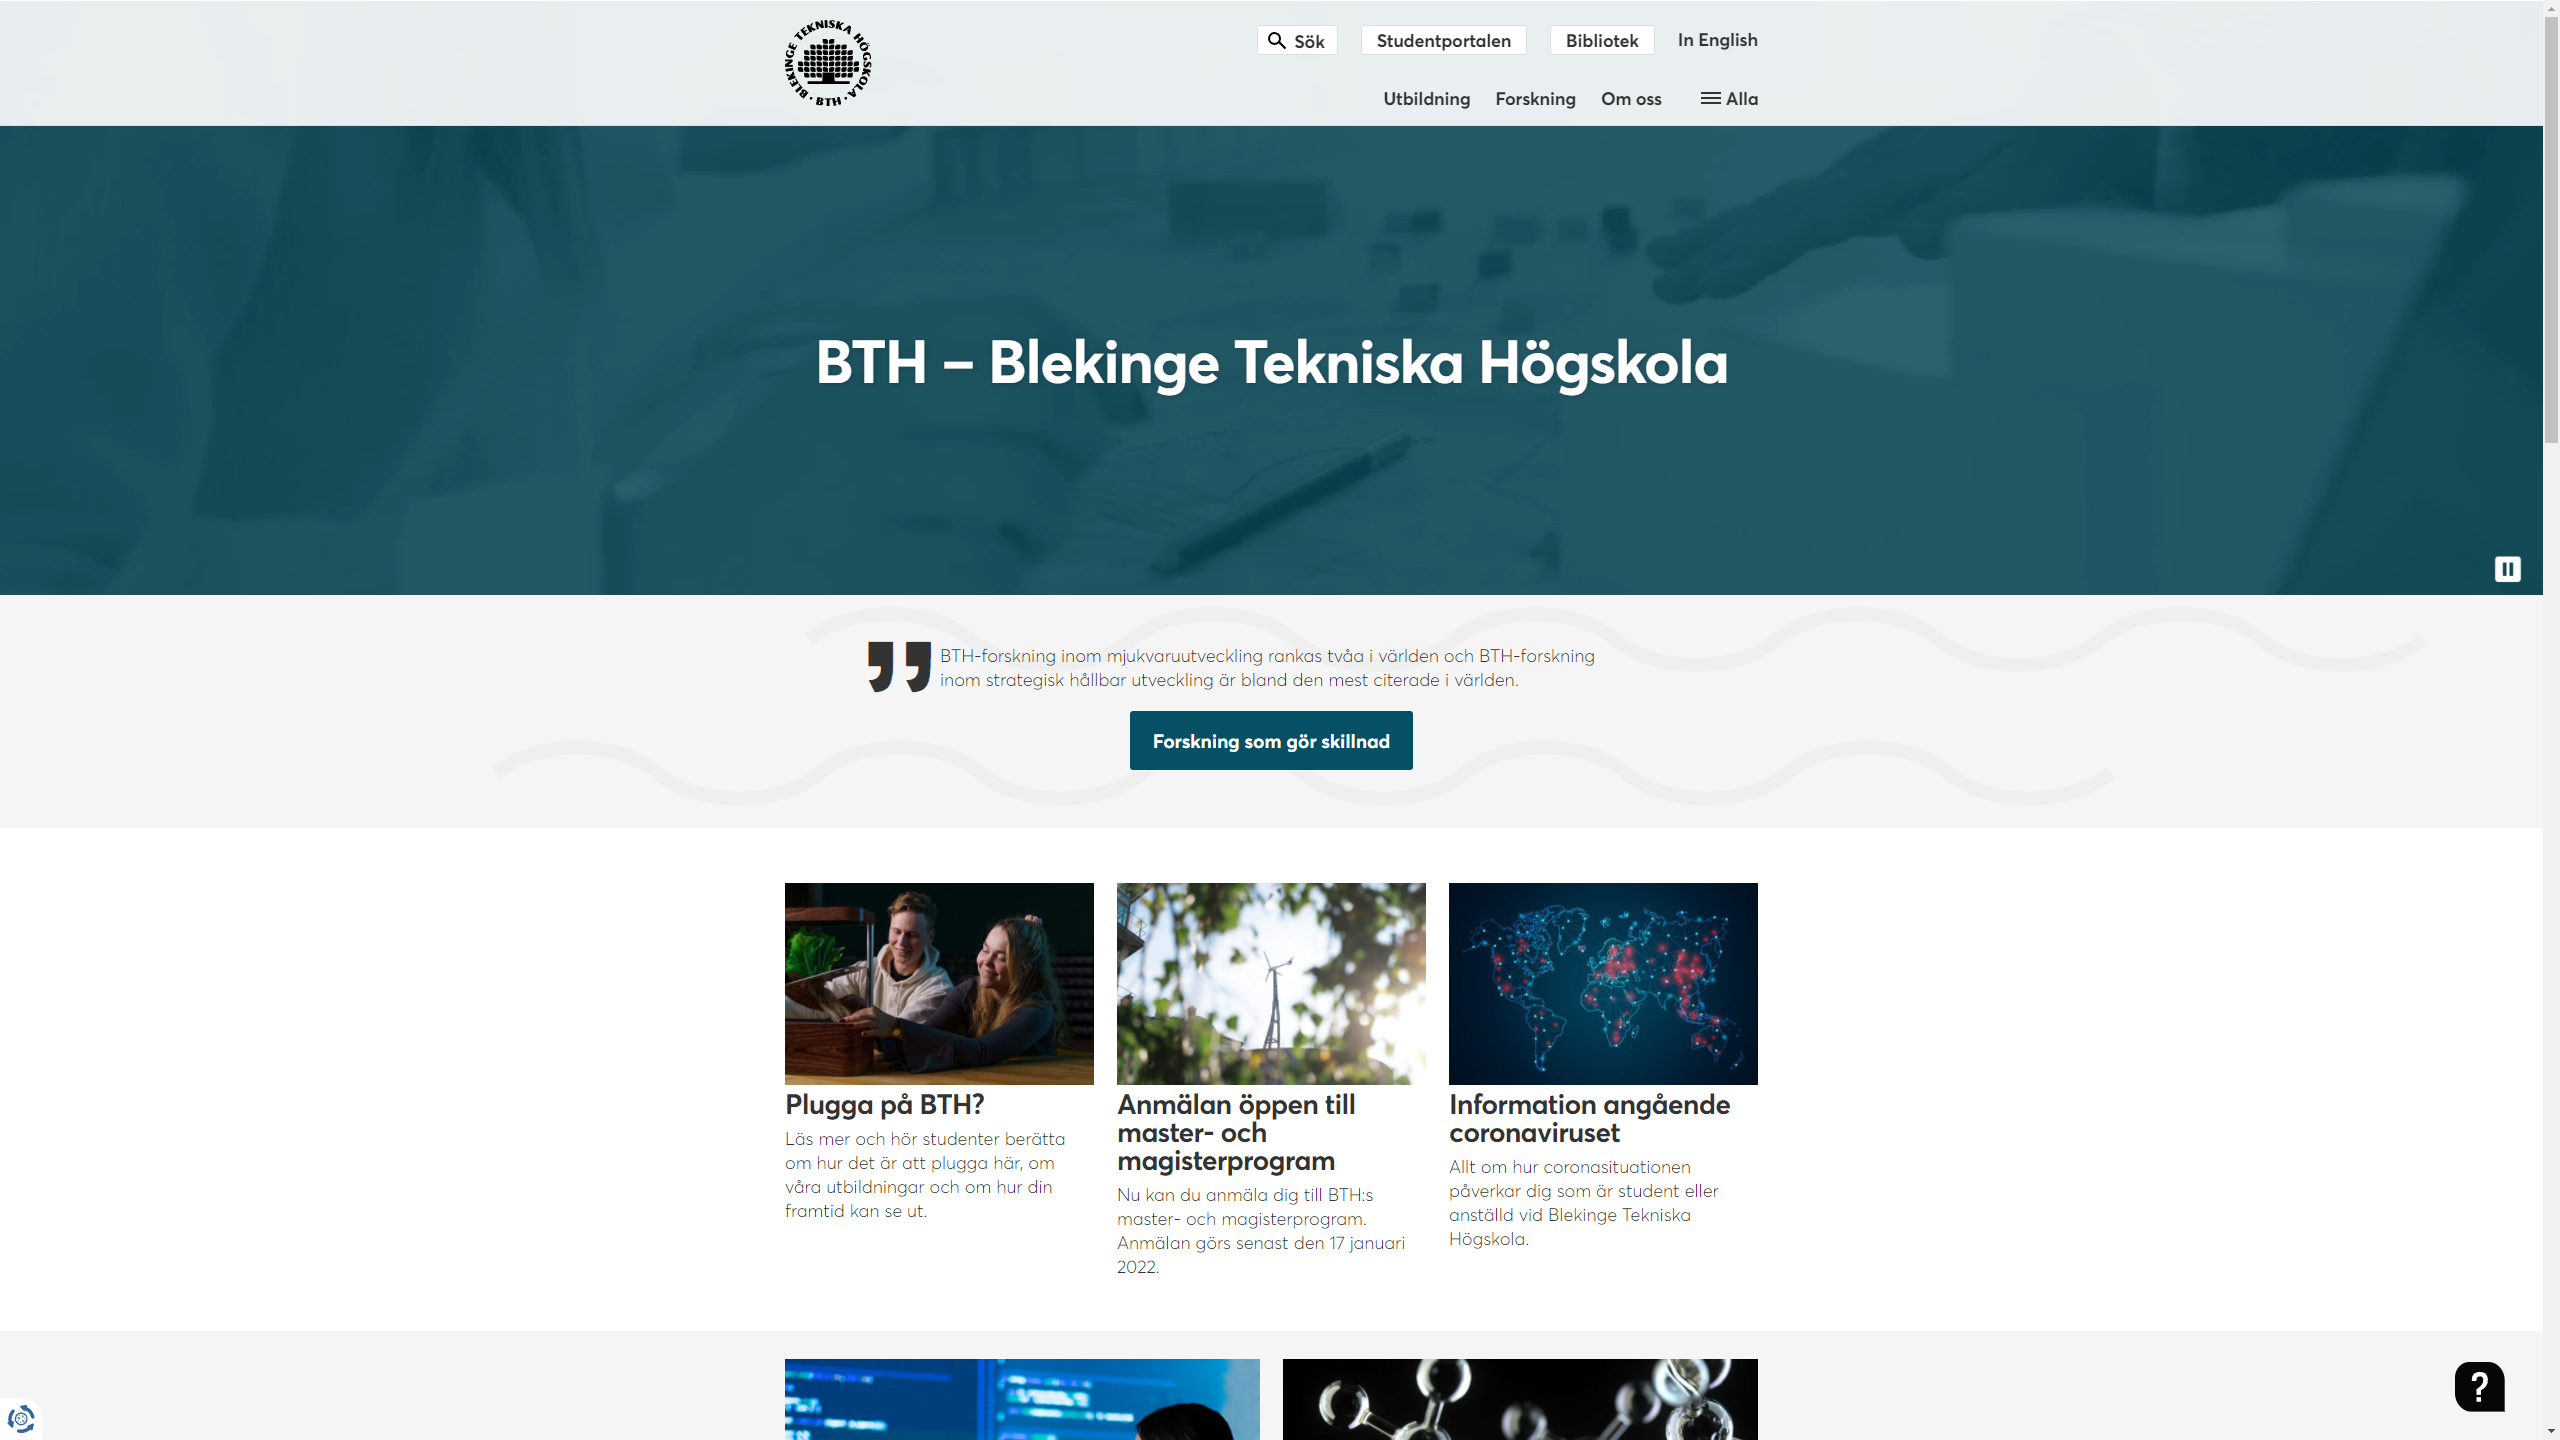 BLEKINGE TEKNISKA HÖGSKOLA · BTH ·
Sök
Studentportalen
Bibliotek
In English
Utbildning
Forskning
Om oss
Alla
BTH – Blekinge Tekniska Högskola
BTH-forskning inom mjukvaruutveckling rankas tvåa i världen och BTH-forskning
inom strategisk hållbar utveckling är bland den mest citerade i världen.
Forskning som gör skillnad
Plugga på BTH?
Läs mer och hör studenter berätta
om hur det är att plugga här, om
våra utbildningar och om hur din
framtid kan se ut.
Anmälan öppen till
master- och
magisterprogram
Nu kan du anmäla dig till BTH:s
master- och magisterprogram.
Anmälan görs senast den 17 januari
2022.
Information angående
coronaviruset
Allt om hur coronasituationen
påverkar dig som är student eller
anställd vid Blekinge Tekniska
Högskola.
?